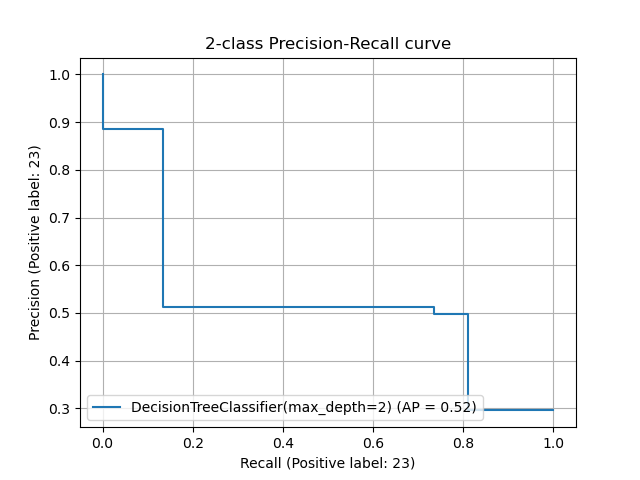 2-class Precision-Recall curve
Precision (Positive label: 23)
1.0
0.9
0.8
0.7
0.6
0.5
0.4
0.3
DecisionTreeClassifier(max_depth=2) (AP = 0.52)
0.0 0.2 0.4 0.6 0.8 1.0
Recall (Positive label: 23)